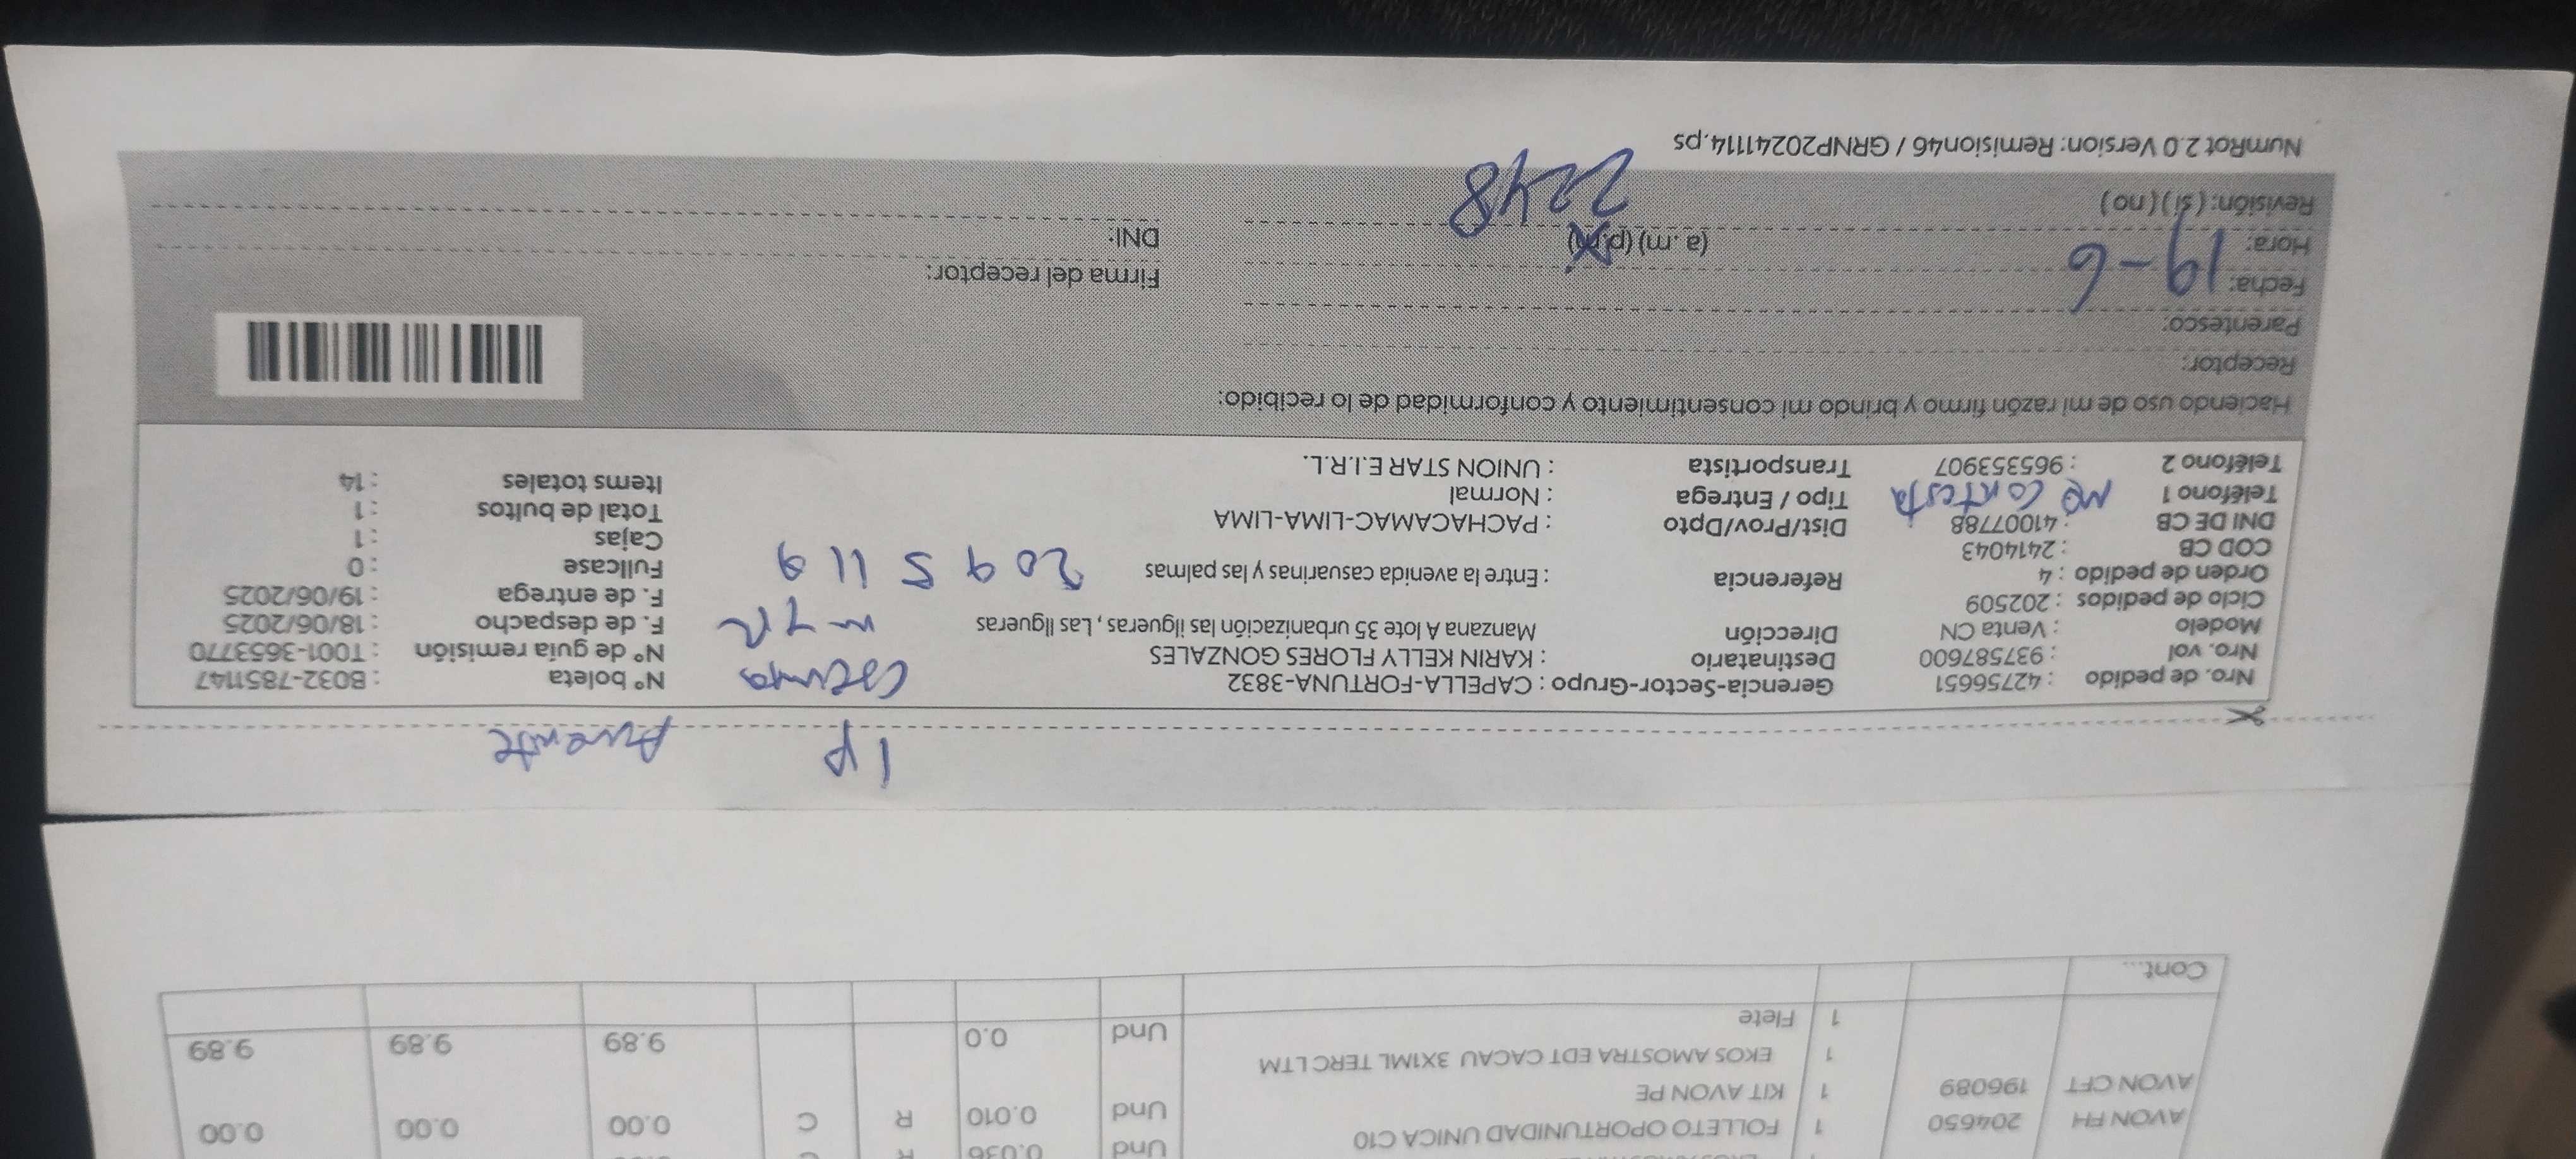 AVON FH 204650 1 FOLLETO OPORTUNIDAD UNICA C10 Und 0.010 R C 0.00 0.00 0.00
AVON CFT 196089 1 KIT AVON PE
1 EKOS AMOSTRA EDT CACAU 3X1ML TERC LTM
1 Flete Und 0.0 9.89 9.89 9.89
Cont...
1P Ausente
Nro. de pedido : 42756651 Gerencia-Sector-Grupo : CAPELLA-FORTUNA-3832 N° boleta : B032-7851147
Nro. vol : 937587600 Destinatario : KARIN KELLY FLORES GONZALES N° de guía remisión : T001-3653770
Modelo : Venta CN Dirección Manzana A lote 35 urbanización las ilgueras , Las Ilgueras F. de despacho : 18/06/2025
Ciclo de pedidos : 202509 F. de entrega : 19/06/2025
Orden de pedido : 4 Referencia : Entre la avenida casuarinas y las palmas 2095119 Fullcase : 0
COD CB : 2414043 Cajas : 1
DNI DE CB : 41007788 Dist/Prov/Dpto : PACHACAMAC-LIMA-LIMA Total de bultos : 1
Teléfono 1 no contesta Tipo / Entrega : Normal Items totales : 14
Teléfono 2 : 965353907 Transportista : UNION STAR E.I.R.L.
Haciendo uso de mi razón firmo y brindo mi consentimiento y conformidad de lo recibido:
Receptor:
Parentesco:
Fecha: 19-6 Firma del receptor:
Hora: (a.m) (p.m) 2248 DNI:
Revisión: (sí) (no)
NumRot 2.0 Version: Remision46 / GRNP20241114.ps